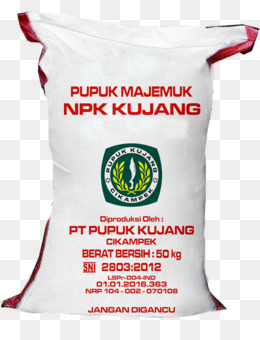 PUPUK MAJEMUK
NPK KUJANG
PUPUK KUJANG
CIKAMPEK
Diproduksi Oleh :
PT PUPUK KUJANG
CIKAMPEK
BERAT BERSIH : 50 kg
SNI 2803:2012
LSPr-004-IND
01.01.2016.363
NRP 104 - 002 - 070108
JANGAN DIGANCU